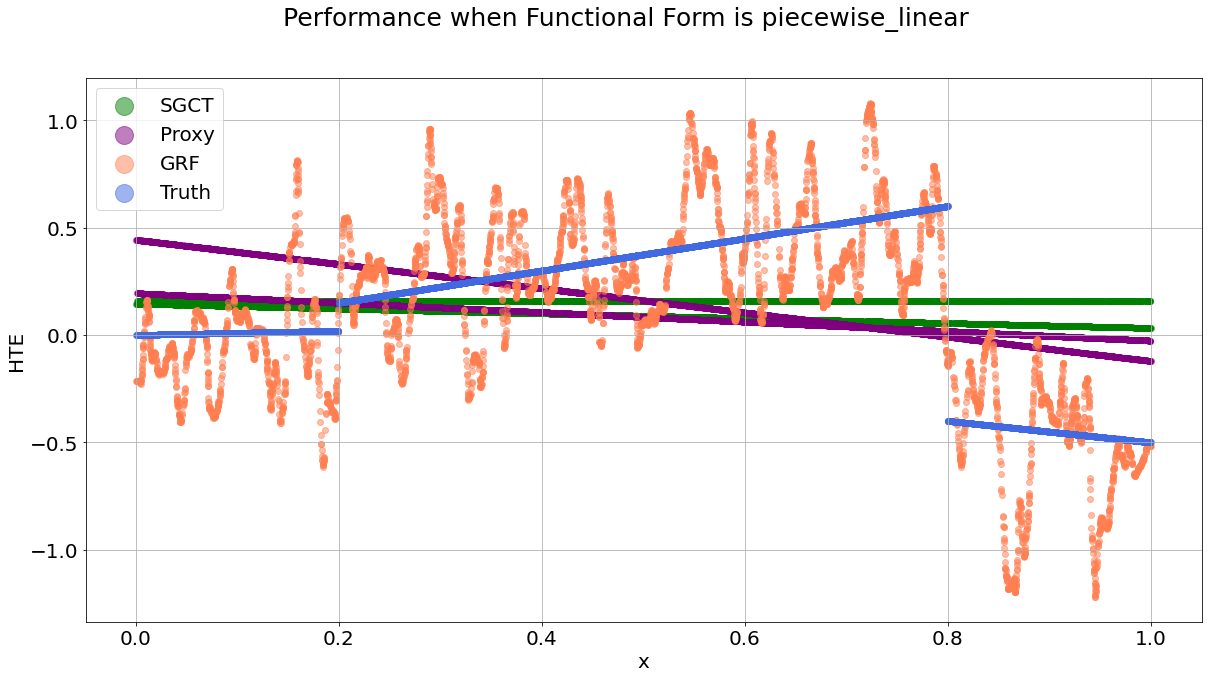 Performance when Functional Form is piecewise_linear
SGCT
Proxy
GRF
Truth
1.0
0.5
0.0
−0.5
−1.0
HTE
0.0 0.2 0.4 0.6 0.8 1.0
x